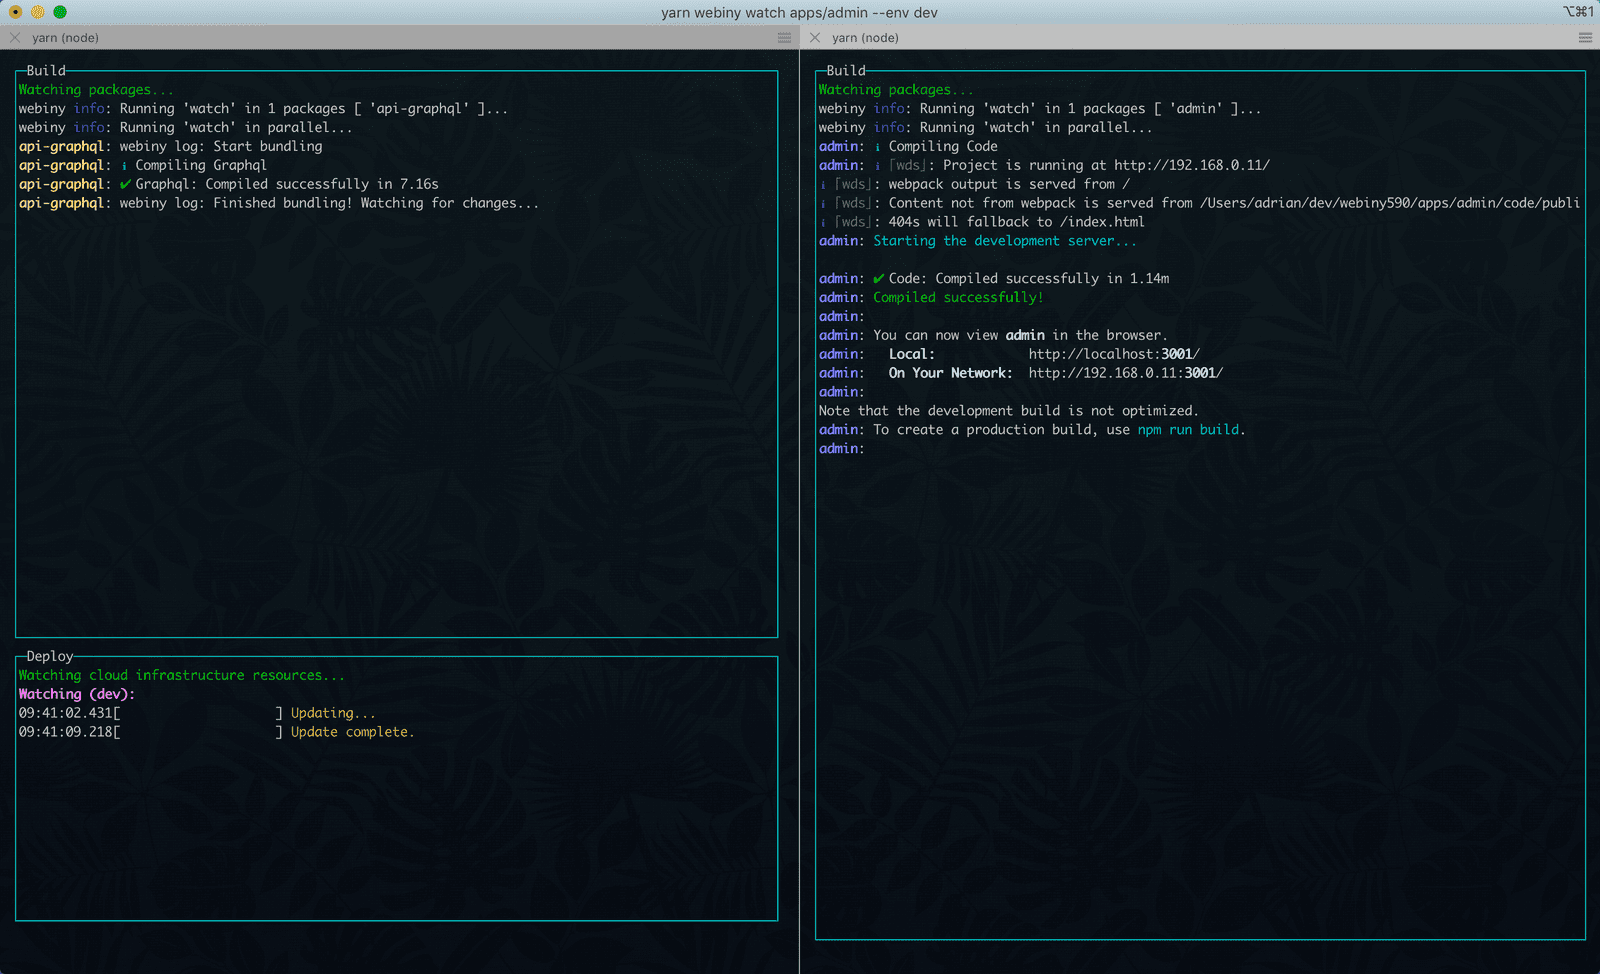 yarn webiny watch apps/admin --env dev
⌥⌘1
yarn (node)
Build
Watching packages...
webiny info: Running 'watch' in 1 packages [ 'api-graphql' ]...
webiny info: Running 'watch' in parallel...
api-graphql: webiny log: Start bundling
api-graphql: ℹ Compiling Graphql
api-graphql: ✔ Graphql: Compiled successfully in 7.16s
api-graphql: webiny log: Finished bundling! Watching for changes...
Deploy
Watching cloud infrastructure resources...
Watching (dev):
09:41:02.431[                    ] Updating...
09:41:09.218[                    ] Update complete.
yarn (node)
Build
Watching packages...
webiny info: Running 'watch' in 1 packages [ 'admin' ]...
webiny info: Running 'watch' in parallel...
admin: ℹ Compiling Code
admin: ℹ ｢wds｣: Project is running at http://192.168.0.11/
ℹ ｢wds｣: webpack output is served from /
ℹ ｢wds｣: Content not from webpack is served from /Users/adrian/dev/webiny590/apps/admin/code/publi
ℹ ｢wds｣: 404s will fallback to /index.html
admin: Starting the development server...
admin: ✔ Code: Compiled successfully in 1.14m
admin: Compiled successfully!
admin:
admin: You can now view admin in the browser.
admin:   Local:            http://localhost:3001/
admin:   On Your Network:  http://192.168.0.11:3001/
admin:
Note that the development build is not optimized.
admin: To create a production build, use npm run build.
admin: